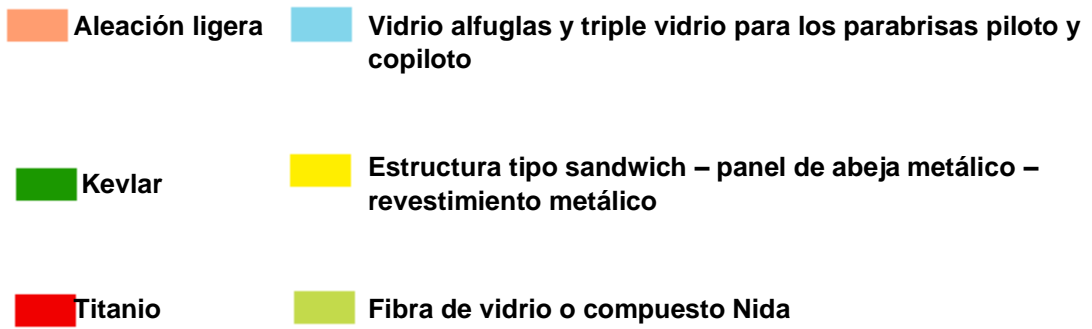 Aleación ligera
Vidrio alfuglas y triple vidrio para los parabrisas piloto y
copiloto
Kevlar
Estructura tipo sandwich – panel de abeja metálico –
revestimiento metálico
Titanio
Fibra de vidrio o compuesto Nida